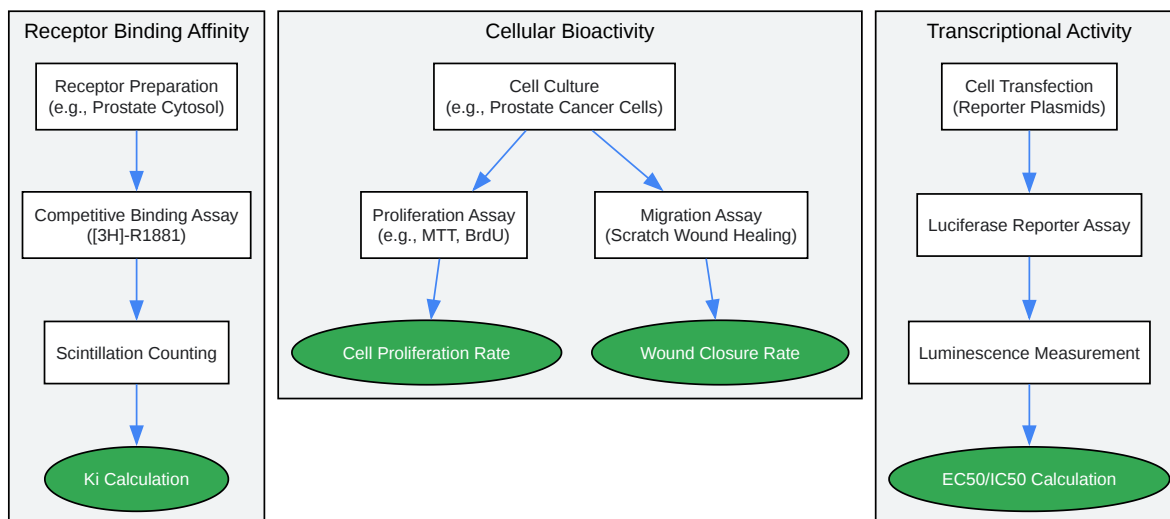 Receptor Binding Affinity
Receptor Preparation
(e.g., Prostate Cytosol)
Competitive Binding Assay
([3H]-R1881)
Scintillation Counting
Ki Calculation
Cellular Bioactivity
Cell Culture
(e.g., Prostate Cancer Cells)
Proliferation Assay
(e.g., MTT, BrdU)
Migration Assay
(Scratch Wound Healing)
Cell Proliferation Rate
Wound Closure Rate
Transcriptional Activity
Cell Transfection
(Reporter Plasmids)
Luciferase Reporter Assay
Luminescence Measurement
EC50/IC50 Calculation